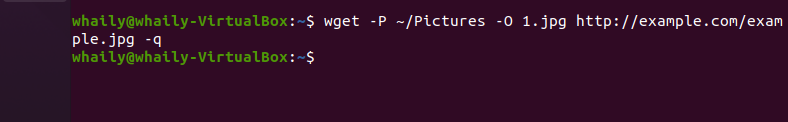 whaily@whaily-VirtualBox:~$ wget -P ~/Pictures -O 1.jpg http://example.com/exam
ple.jpg -q
whaily@whaily-VirtualBox:~$